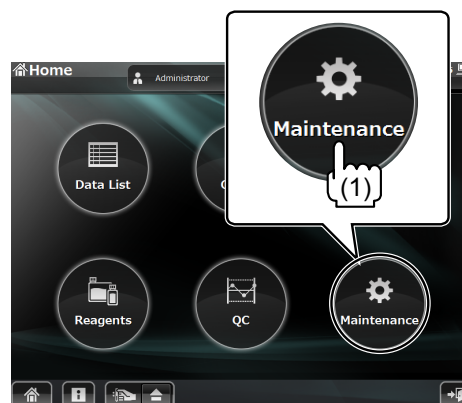 Home
Administrator
Maintenance
(1)
Data List
Reagents
QC
Maintenance